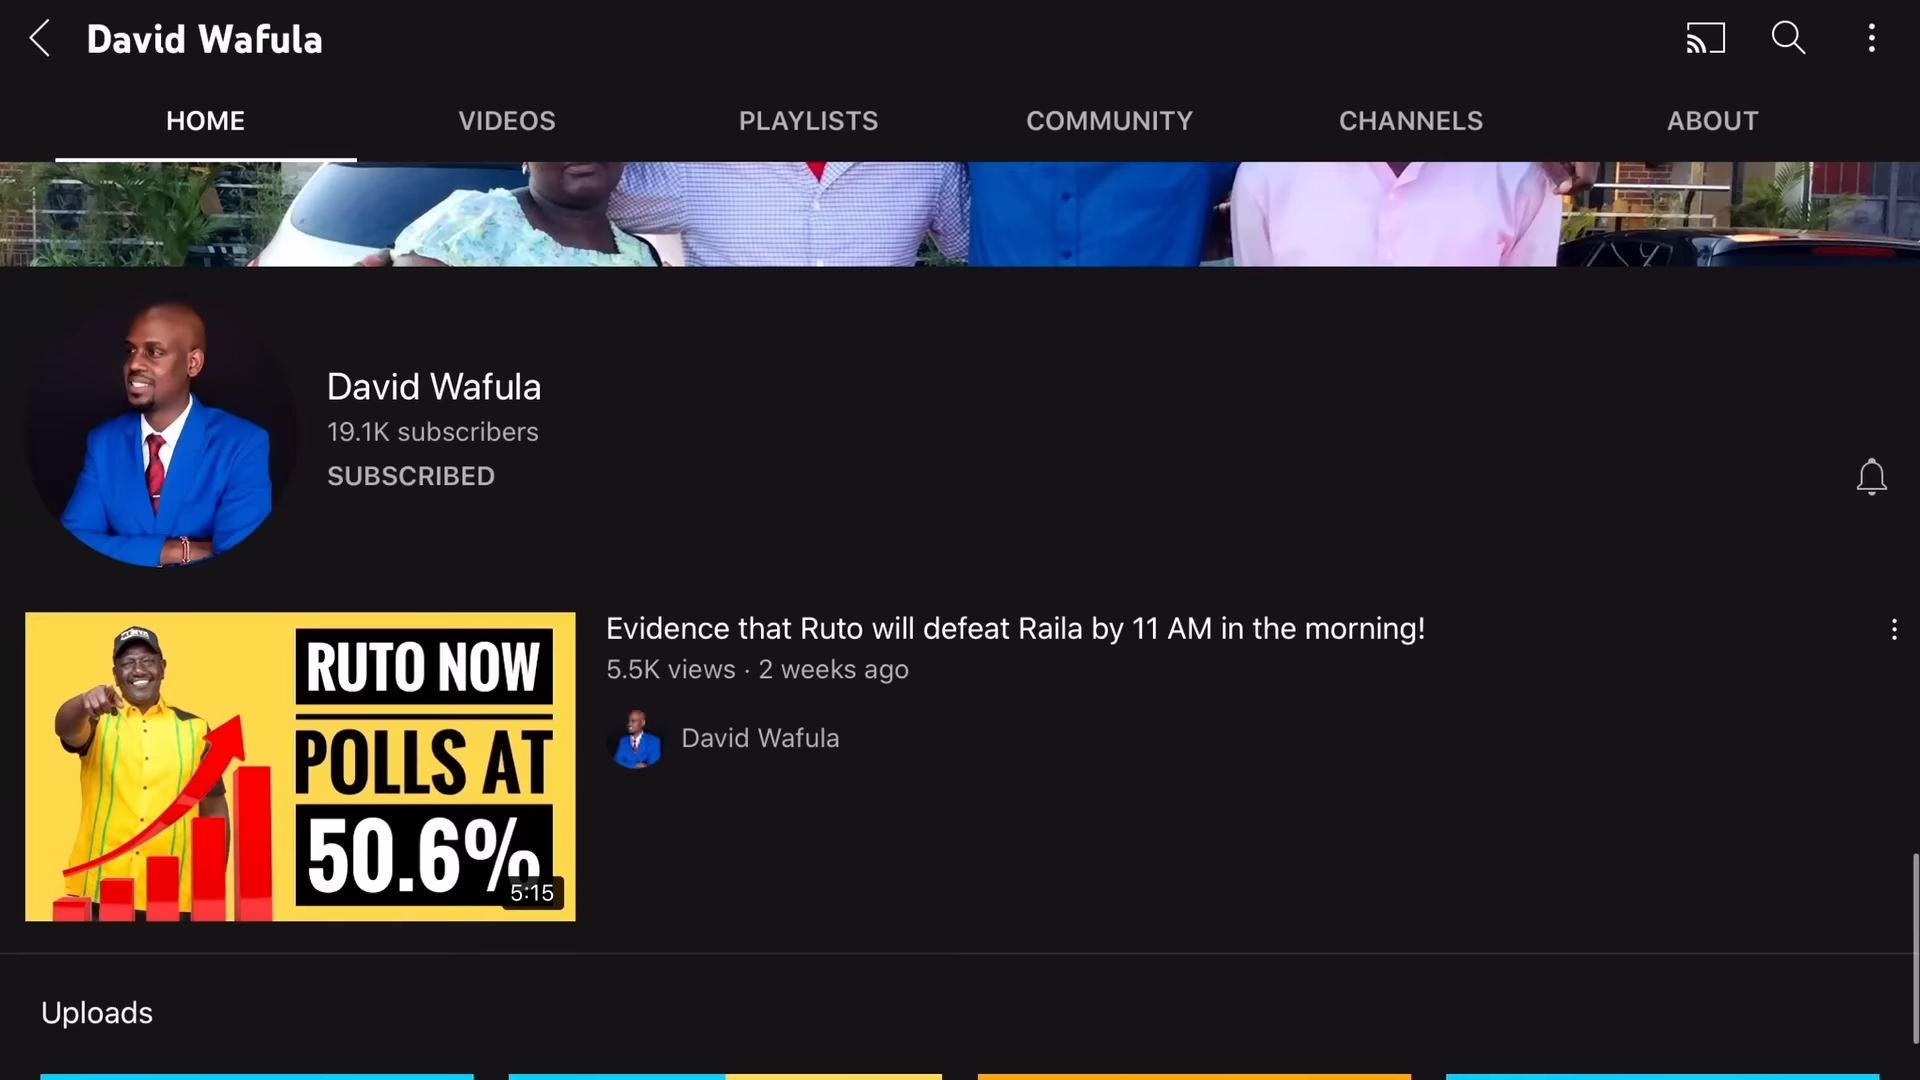 David Wafula
HOME
VIDEOS
PLAYLISTS
COMMUNITY
CHANNELS
ABOUT
David Wafula
19.1K subscribers
SUBSCRIBED
RUTO NOW
POLLS AT
50.6%
5:15
Evidence that Ruto will defeat Raila by 11 AM in the morning!
5.5K views · 2 weeks ago
David Wafula
Uploads